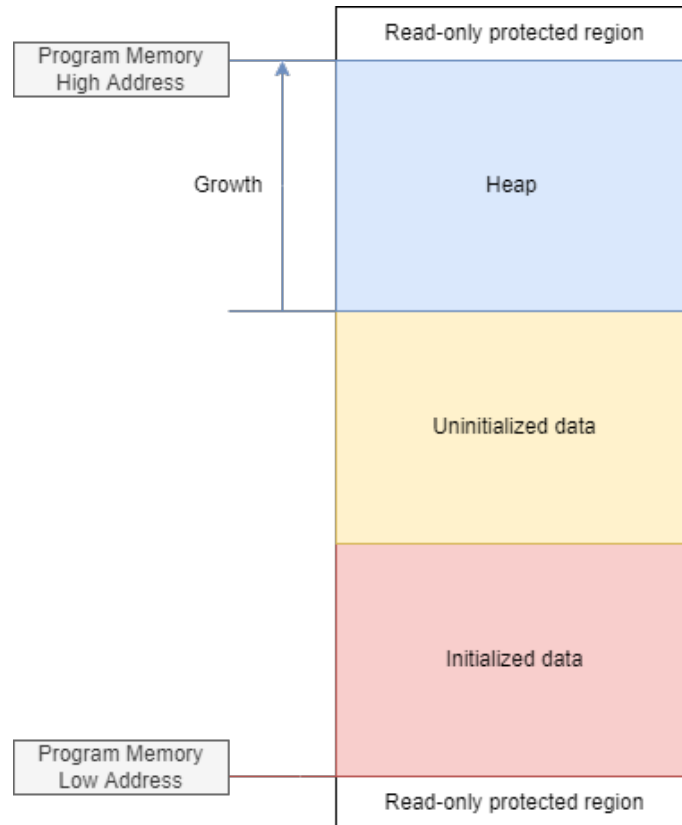 Read-only protected region
Program Memory
High Address
Growth
Heap
Uninitialized data
Initialized data
Program Memory
Low Address
Read-only protected region